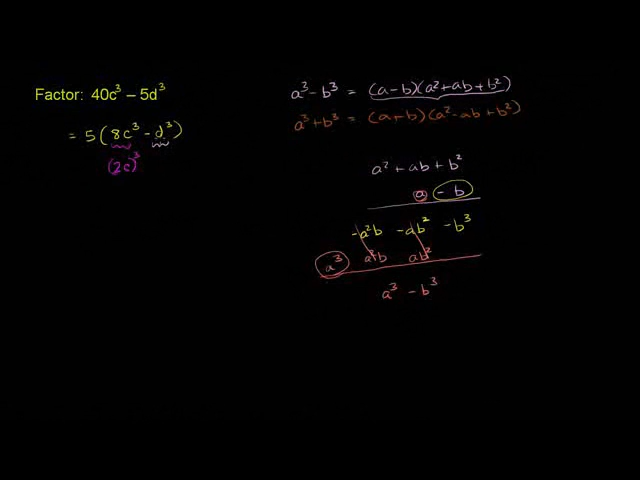 Factor: 40c³ – 5d³
= 5(8c³ - d³)
(2c)³
a³-b³ = (a-b)(a²+ab+b²)
a³+b³ = (a+b)(a²-ab+b²)
a² + ab + b²
a - b
-a²b -ab² -b³
a³ a²b ab²
a³ - b³